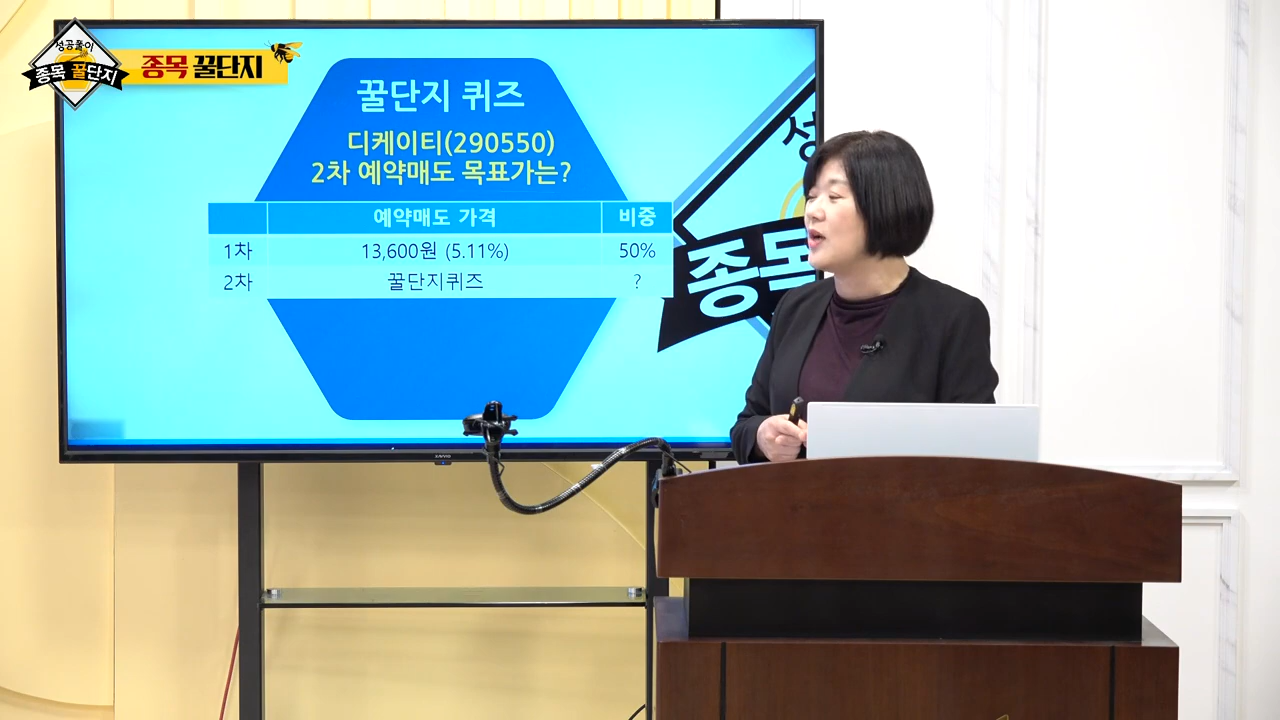 성공풀이
종목 꿀단지
종목 꿀단지
꿀단지 퀴즈
디케이티(290550)
2차 예약매도 목표가는?
예약매도 가격 비중
1차 13,600원 (5.11%) 50%
2차 꿀단지퀴즈 ?
성
종목